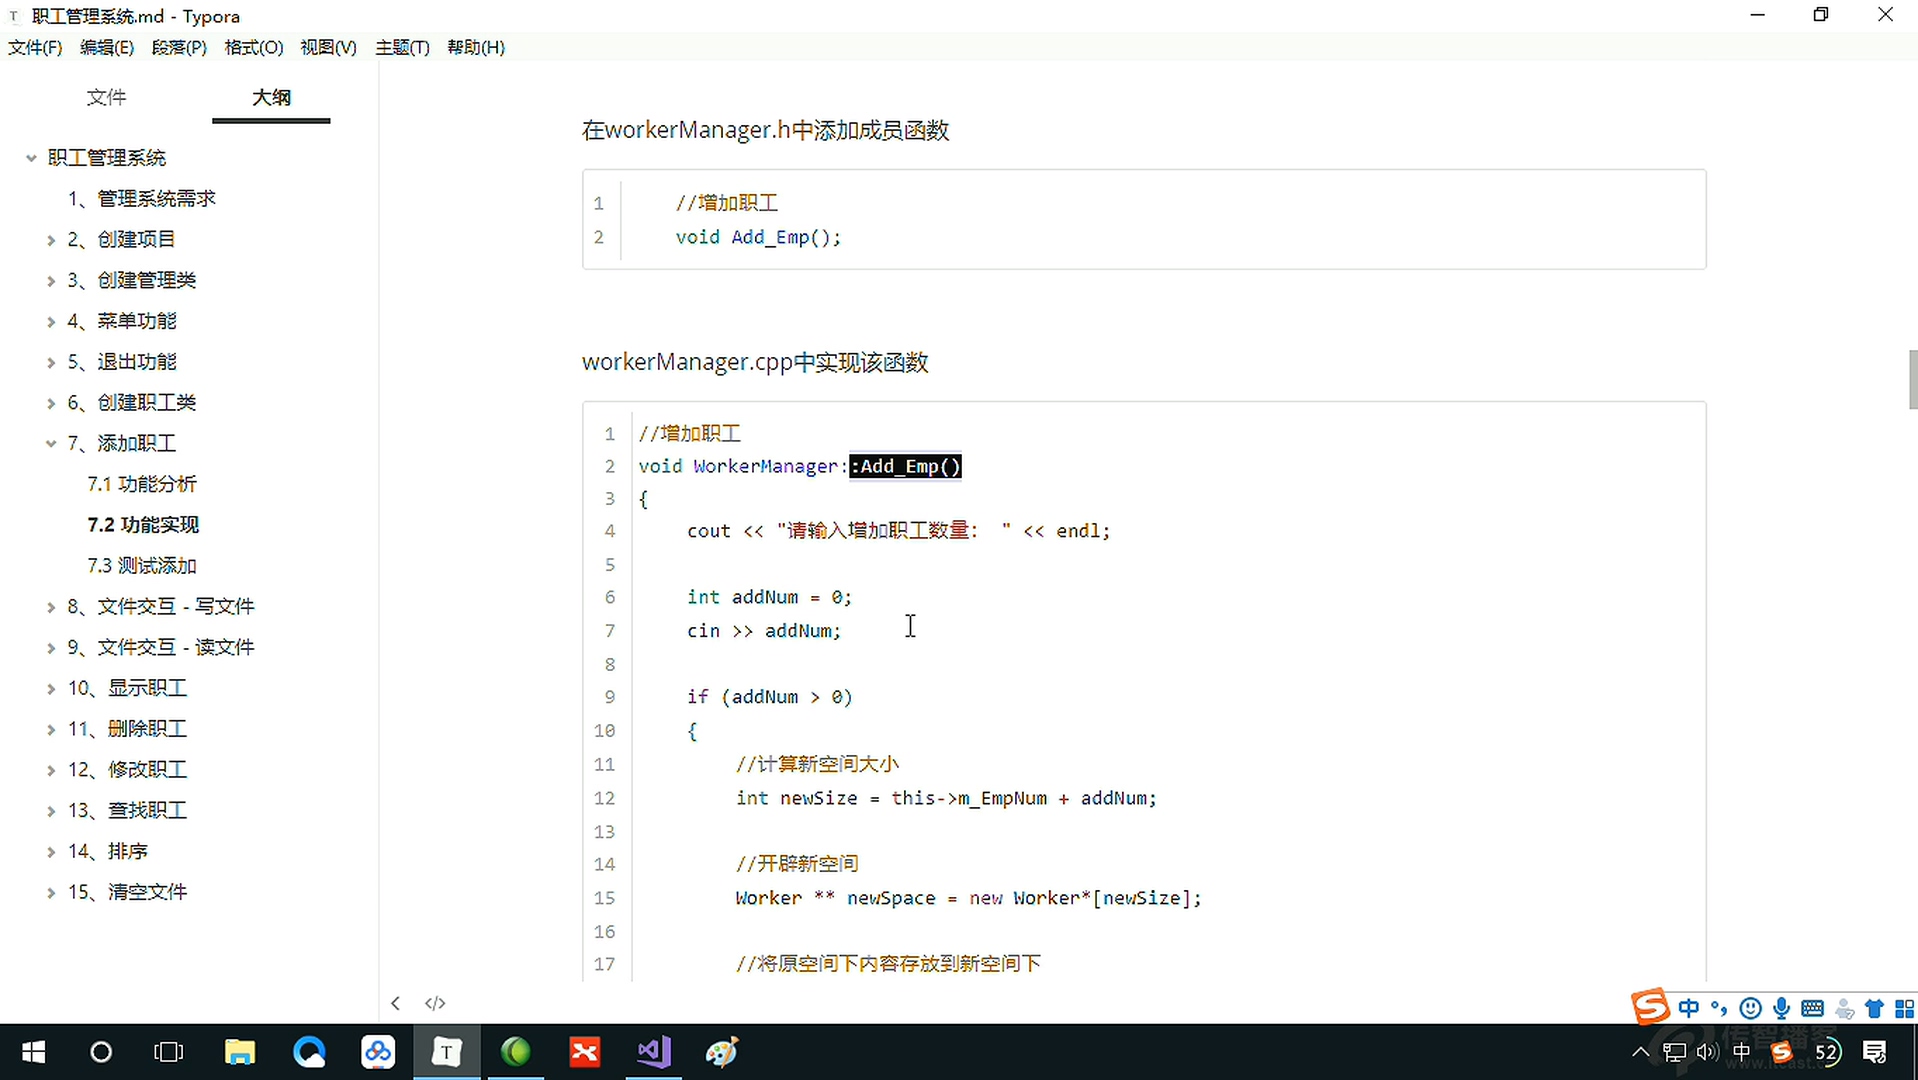 职工管理系统.md - Typora
文件(F) 编辑(E) 段落(P) 格式(O) 视图(V) 主题(T) 帮助(H)
文件 大纲
职工管理系统
1、管理系统需求
2、创建项目
3、创建管理类
4、菜单功能
5、退出功能
6、创建职工类
7、添加职工
7.1 功能分析
7.2 功能实现
7.3 测试添加
8、文件交互 - 写文件
9、文件交互 - 读文件
10、显示职工
11、删除职工
12、修改职工
13、查找职工
14、排序
15、清空文件
在workerManager.h中添加成员函数
1 //增加职工
2 void Add_Emp();
workerManager.cpp中实现该函数
1 //增加职工
2 void WorkerManager::Add_Emp()
3 {
4 cout << "请输入增加职工数量： " << endl;
5
6 int addNum = 0;
7 cin >> addNum;
8
9 if (addNum > 0)
10 {
11 //计算新空间大小
12 int newSize = this->m_EmpNum + addNum;
13
14 //开辟新空间
15 Worker ** newSpace = new Worker*[newSize];
16
17 //将原空间下内容存放到新空间下
中
传智播客
中 52